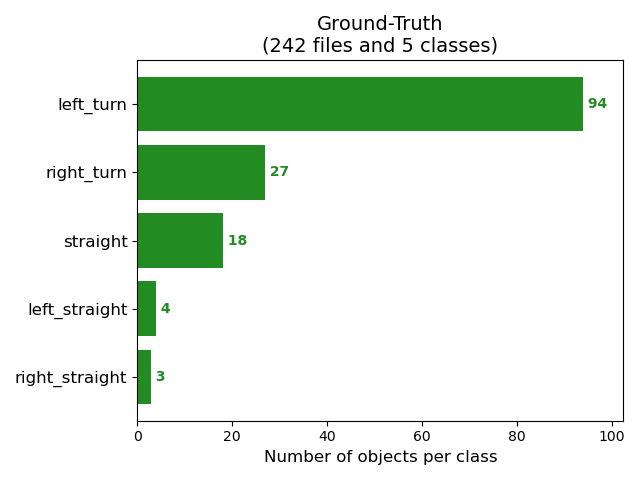 Ground-Truth
(242 files and 5 classes)
left_turn 94
right_turn 27
straight 18
left_straight 4
right_straight 3
0 20 40 60 80 100
Number of objects per class